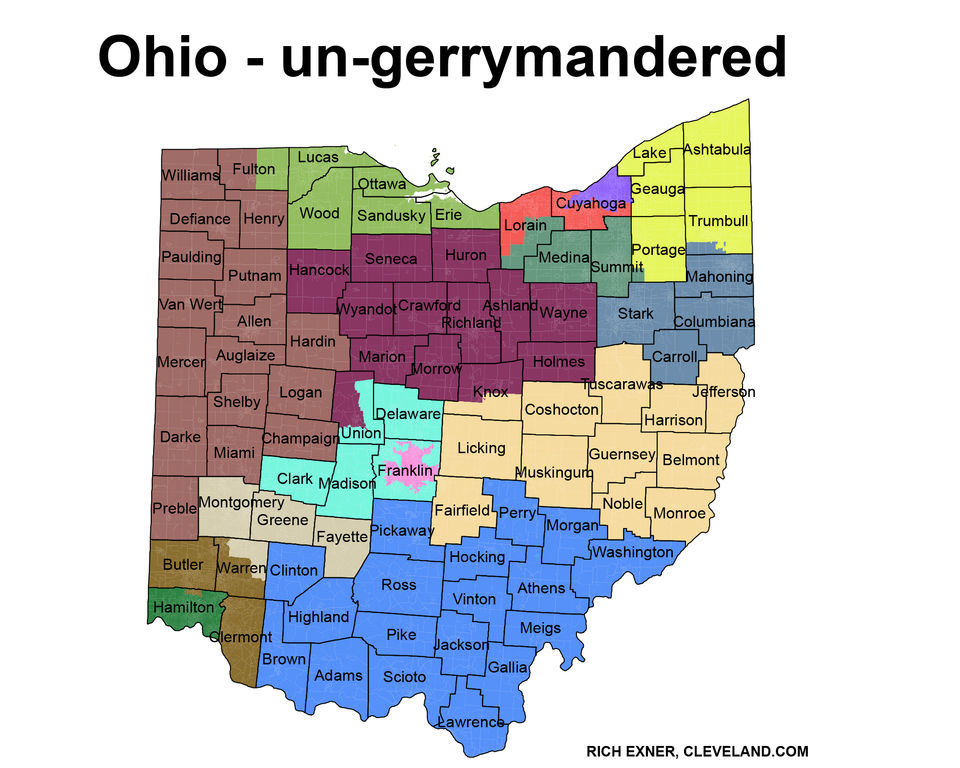 Ohio - un-gerrymandered
Lake Ashtabula
Williams Fulton Lucas
Geauga
Ottawa
Defiance Henry Wood Sandusky Erie Cuyahoga
Lorain Trumbull
Paulding Seneca Huron Medina Summit Portage
Putnam Hancock Mahoning
Van Wert Allen Wyandot Crawford Richland Ashland Wayne Stark Columbiana
Hardin
Mercer Auglaize Marion Morrow Holmes Carroll
Logan Knox Tuscarawas Jefferson
Shelby Delaware Coshocton Harrison
Darke Champaign Union
Miami Licking Guernsey Belmont
Clark Madison Franklin Muskingum
Preble Montgomery Greene Fairfield Perry Noble Monroe
Fayette Pickaway Morgan
Butler Warren Clinton Hocking Washington
Ross Athens
Hamilton Highland Vinton
Clermont Pike Jackson Meigs
Brown Adams Scioto Gallia
Lawrence
RICH EXNER, CLEVELAND.COM